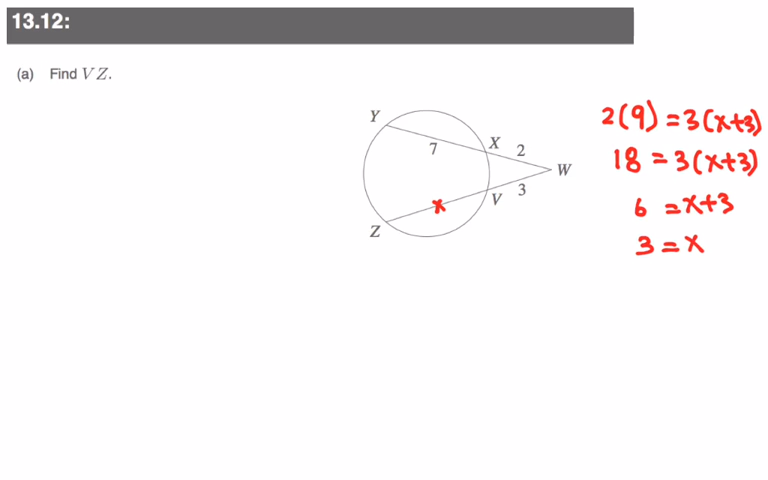 13.12:
(a) Find VZ.
Y
7
X
2
W
3
V
x
Z
2(9)=3(x+3)
18=3(x+3)
6=x+3
3=x